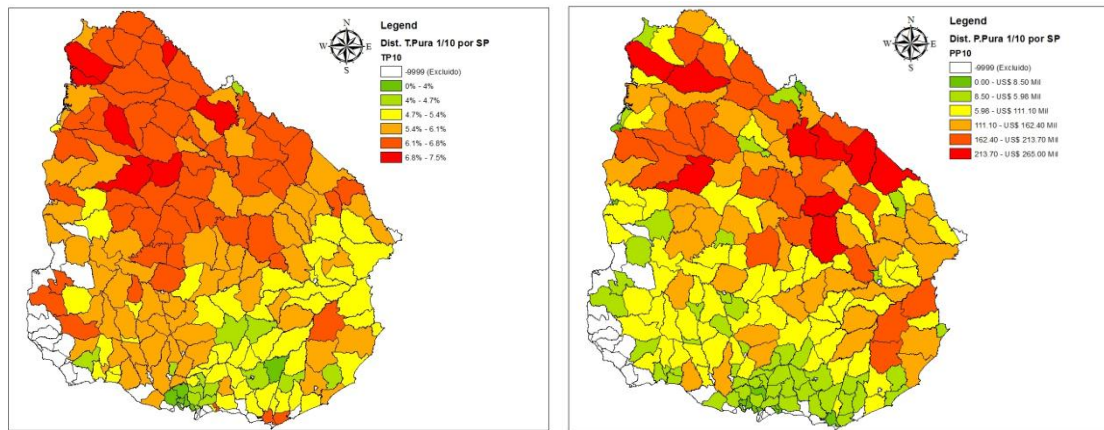 Legend
Dist. T.Pura 1/10 por SP
TP10
-9999 (Excluido)
0% - 4%
4% - 4.7%
4.7% - 5.4%
5.4% - 6.1%
6.1% - 6.8%
6.8% - 7.5%
N
W
E
S
Legend
Dist. P.Pura 1/10 por SP
PP10
-9999 (Excluido)
0.00 - US$ 8.50 Mil
8.50 - US$ 5.98 Mil
5.98 - US$ 111.10 Mil
111.10 - US$ 162.40 Mil
162.40 - US$ 213.70 Mil
213.70 - US$ 265.00 Mil
N
W
E
S